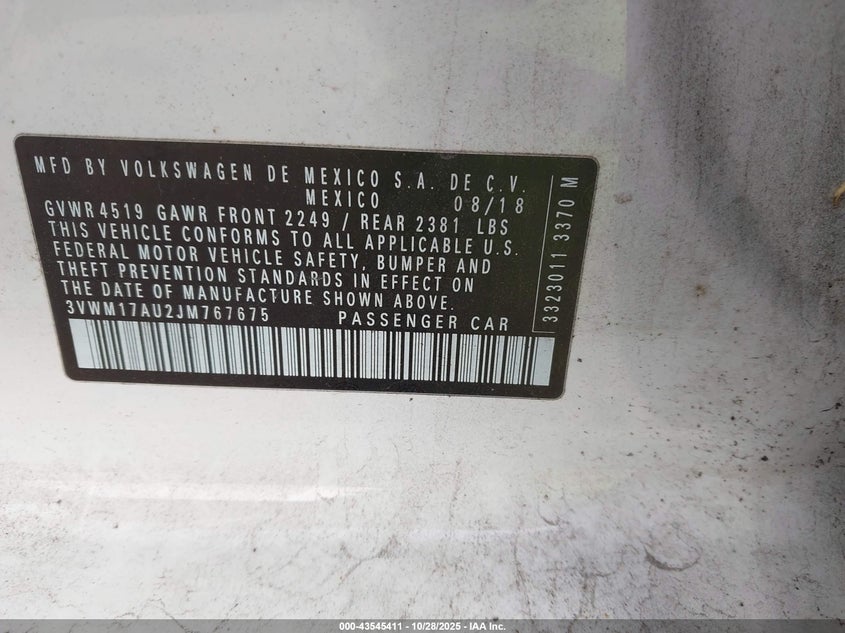 MFD BY VOLKSWAGEN DE MEXICO S.A. DE C.V.
MEXICO 08/18
GVWR 4519 GAWR FRONT 2249 / REAR 2381 LBS
THIS VEHICLE CONFORMS TO ALL APPLICABLE U.S.
FEDERAL MOTOR VEHICLE SAFETY, BUMPER AND
THEFT PREVENTION STANDARDS IN EFFECT ON
THE DATE OF MANUFACTURE SHOWN ABOVE.
3VWM17AU2JM767675 PASSENGER CAR
3323011 3370 M
000-43545411 - 10/28/2025 - IAA Inc.